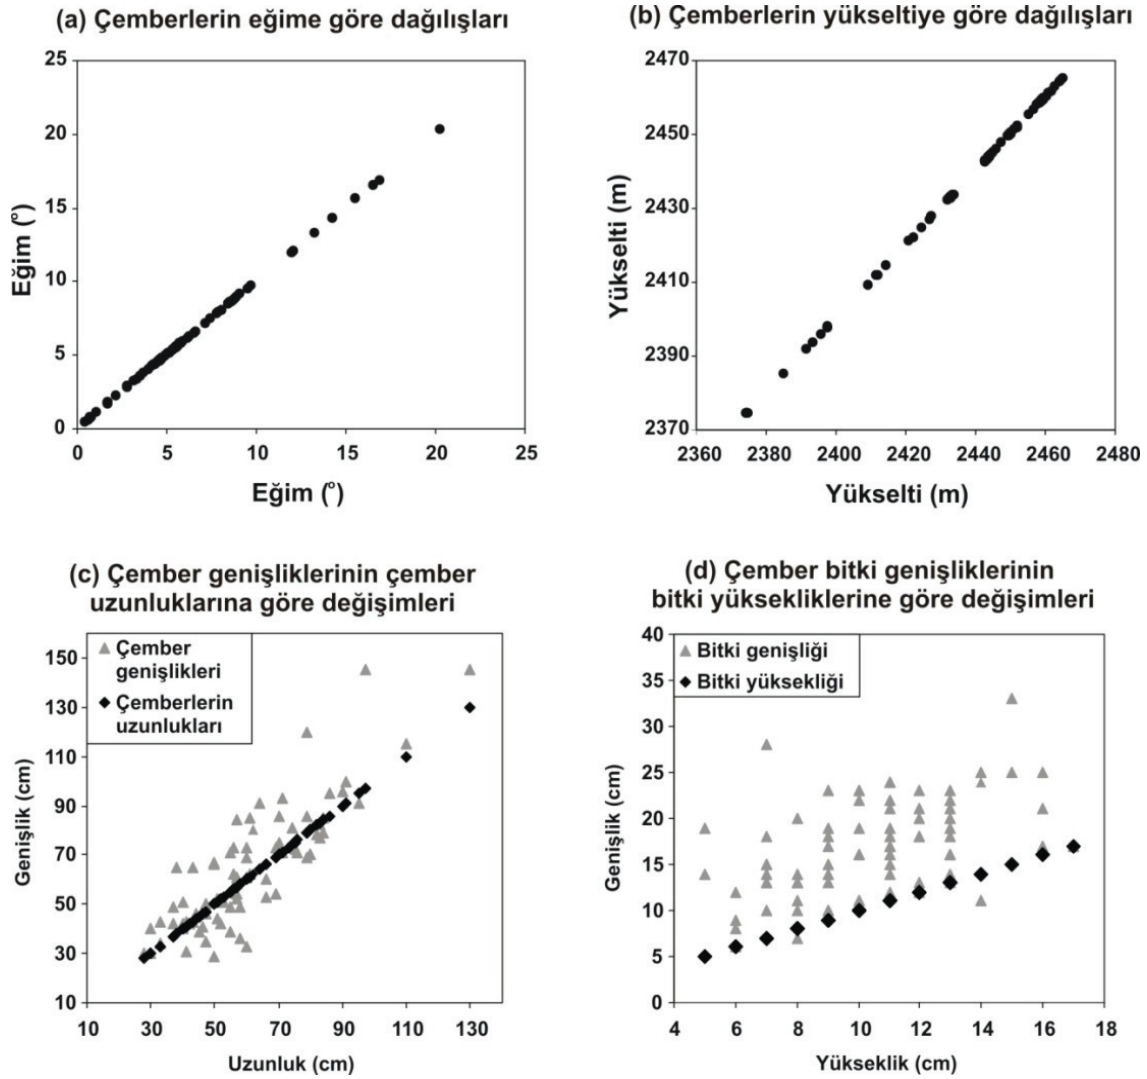 (a) Çemberlerin eğime göre dağılışları
25
20
15
10
5
0
Eğim (°)
0 5 10 15 20 25
Eğim (°)
(b) Çemberlerin yükseltiye göre dağılışları
2470
2450
2430
2410
2390
2370
Yükselti (m)
2360 2380 2400 2420 2440 2460 2480
Yükselti (m)
(c) Çember genişliklerinin çember
uzunluklarına göre değişimleri
Çember
genişlikleri
Çemberlerin
uzunlukları
150
130
110
90
70
50
30
10
Genişlik (cm)
10 30 50 70 90 110 130
Uzunluk (cm)
(d) Çember bitki genişliklerinin
bitki yüksekliklerine göre değişimleri
Bitki genişliği
Bitki yüksekliği
40
35
30
25
20
15
10
5
0
Genişlik (cm)
4 6 8 10 12 14 16 18
Yükseklik (cm)